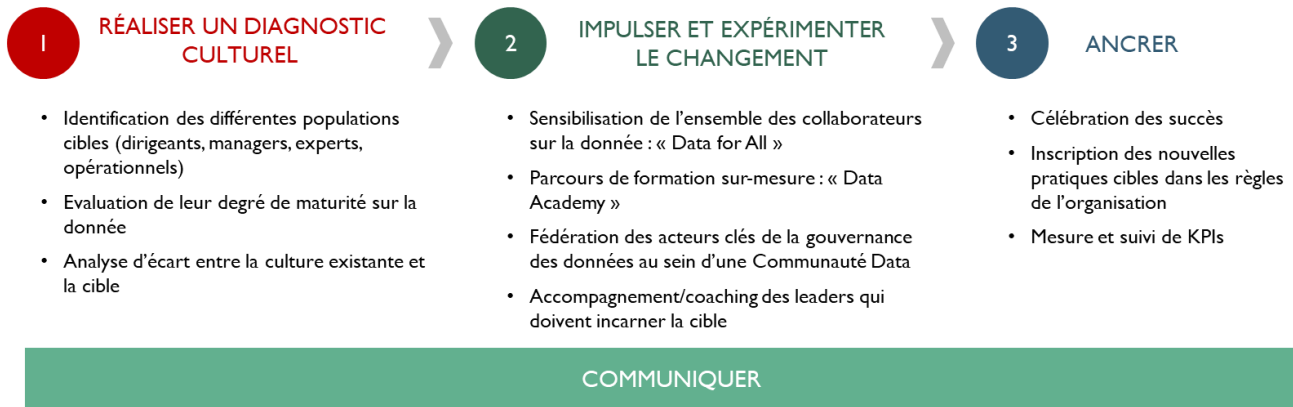 1
RÉALISER UN DIAGNOSTIC
CULTUREL
• Identification des différentes populations
cibles (dirigeants, managers, experts,
opérationnels)
• Evaluation de leur degré de maturité sur la
donnée
• Analyse d’écart entre la culture existante et
la cible
2
IMPULSER ET EXPÉRIMENTER
LE CHANGEMENT
• Sensibilisation de l’ensemble des collaborateurs
sur la donnée : « Data for All »
• Parcours de formation sur-mesure : « Data
Academy »
• Fédération des acteurs clés de la gouvernance
des données au sein d’une Communauté Data
• Accompagnement/coaching des leaders qui
doivent incarner la cible
3
ANCRER
• Célébration des succès
• Inscription des nouvelles
pratiques cibles dans les règles
de l’organisation
• Mesure et suivi de KPIs
COMMUNIQUER